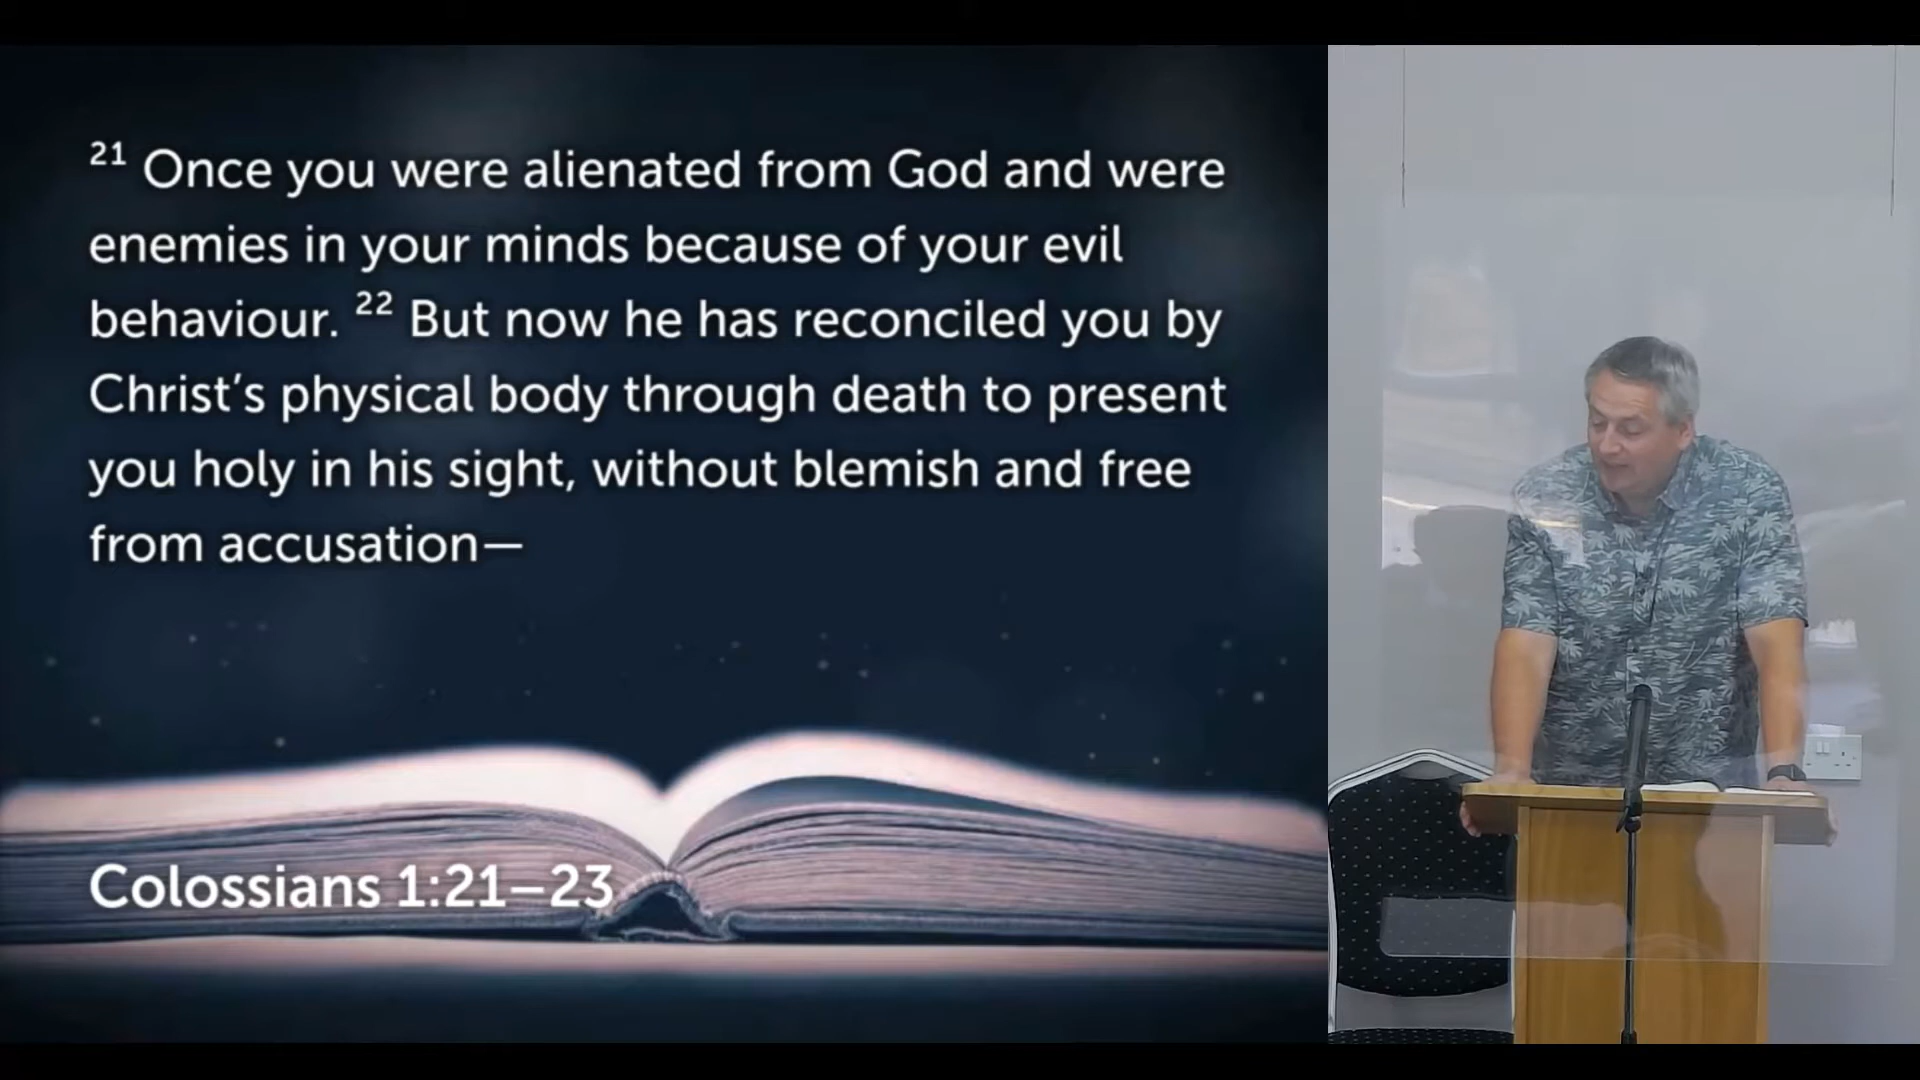 21 Once you were alienated from God and were
enemies in your minds because of your evil
behaviour. 22 But now he has reconciled you by
Christ’s physical body through death to present
you holy in his sight, without blemish and free
from accusation—
Colossians 1:21–23